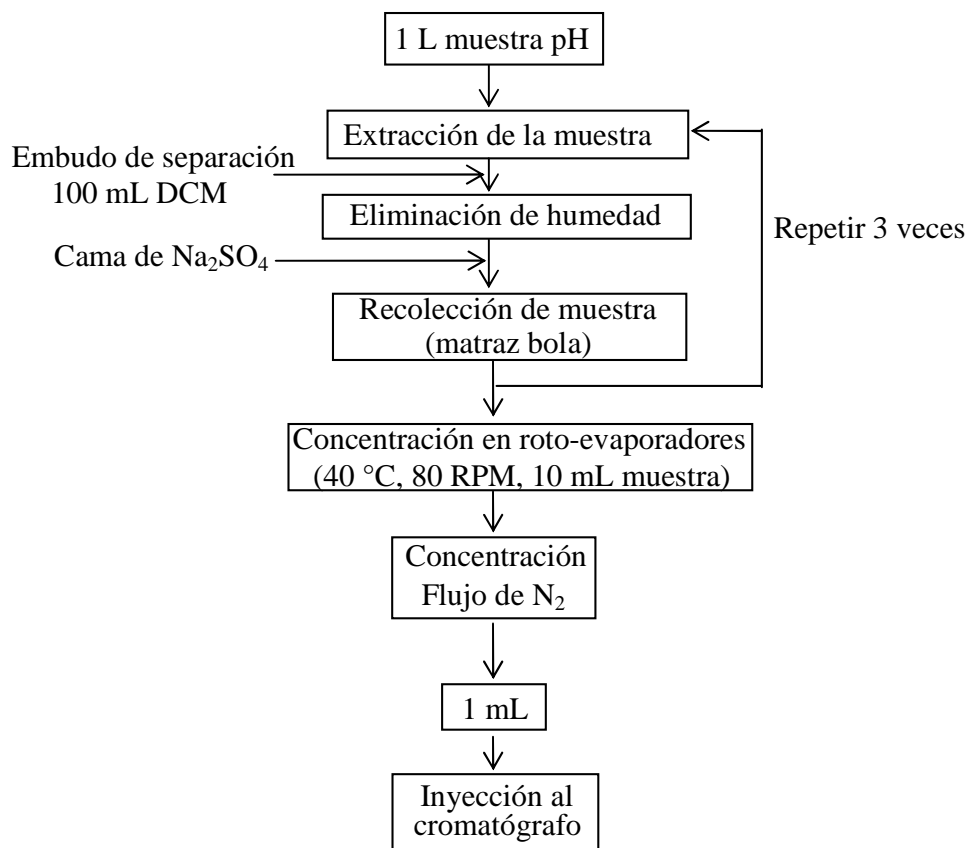 1 L muestra pH
Extracción de la muestra
Embudo de separación
100 mL DCM
Eliminación de humedad
Repetir 3 veces
Cama de Na₂SO₄
Recolección de muestra
(matraz bola)
Concentración en roto-evaporadores
(40 °C, 80 RPM, 10 mL muestra)
Concentración
Flujo de N₂
1 mL
Inyección al
cromatógrafo